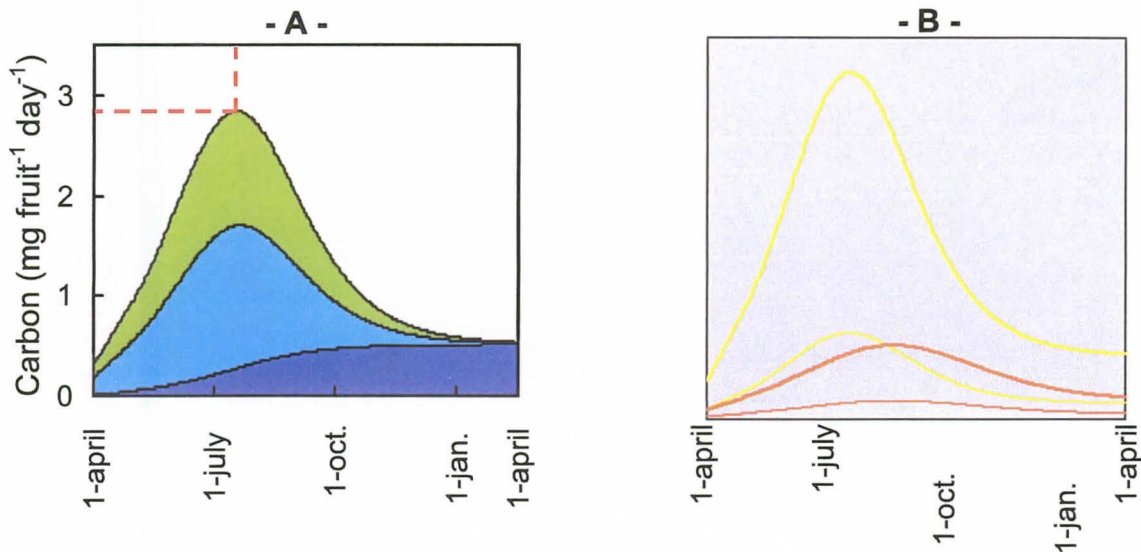 - A -
Carbon (mg fruit⁻¹ day⁻¹)
3
2
1
0
1-april
1-july
1-oct.
1-jan.
1-april
- B -
1-april
1-july
1-oct.
1-jan.
1-april